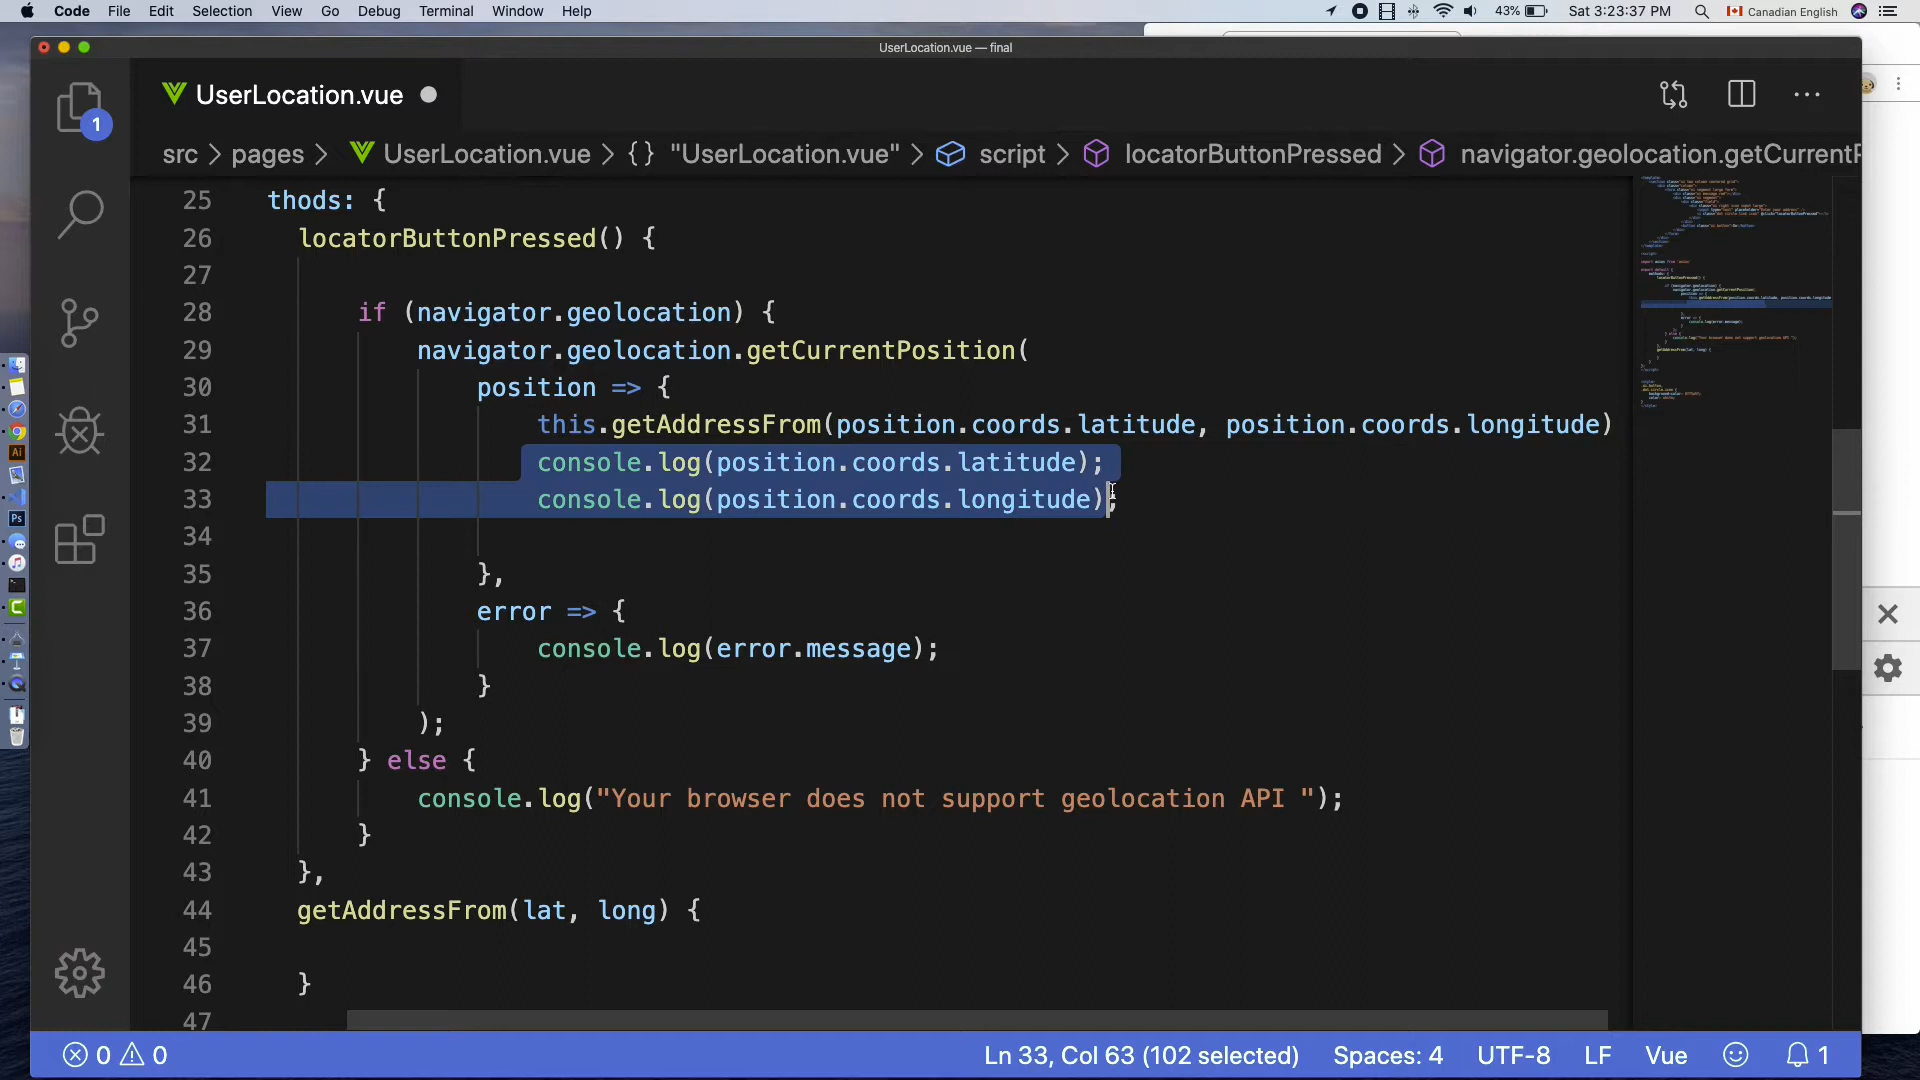 Code File Edit Selection View Go Debug Terminal Window Help 43% Sat 3:23:37 PM Canadian English
UserLocation.vue — final
UserLocation.vue
1
src > pages > UserLocation.vue > {} "UserLocation.vue" > script > locatorButtonPressed > navigator.geolocation.getCurrentP
25 thods: {
26 locatorButtonPressed() {
27
28 if (navigator.geolocation) {
29 navigator.geolocation.getCurrentPosition(
30 position => {
31 this.getAddressFrom(position.coords.latitude, position.coords.longitude)
32 console.log(position.coords.latitude);
33 console.log(position.coords.longitude);
34
35 },
36 error => {
37 console.log(error.message);
38 }
39 );
40 } else {
41 console.log("Your browser does not support geolocation API ");
42 }
43 },
44 getAddressFrom(lat, long) {
45
46 }
47
0 0 Ln 33, Col 63 (102 selected) Spaces: 4 UTF-8 LF Vue 1